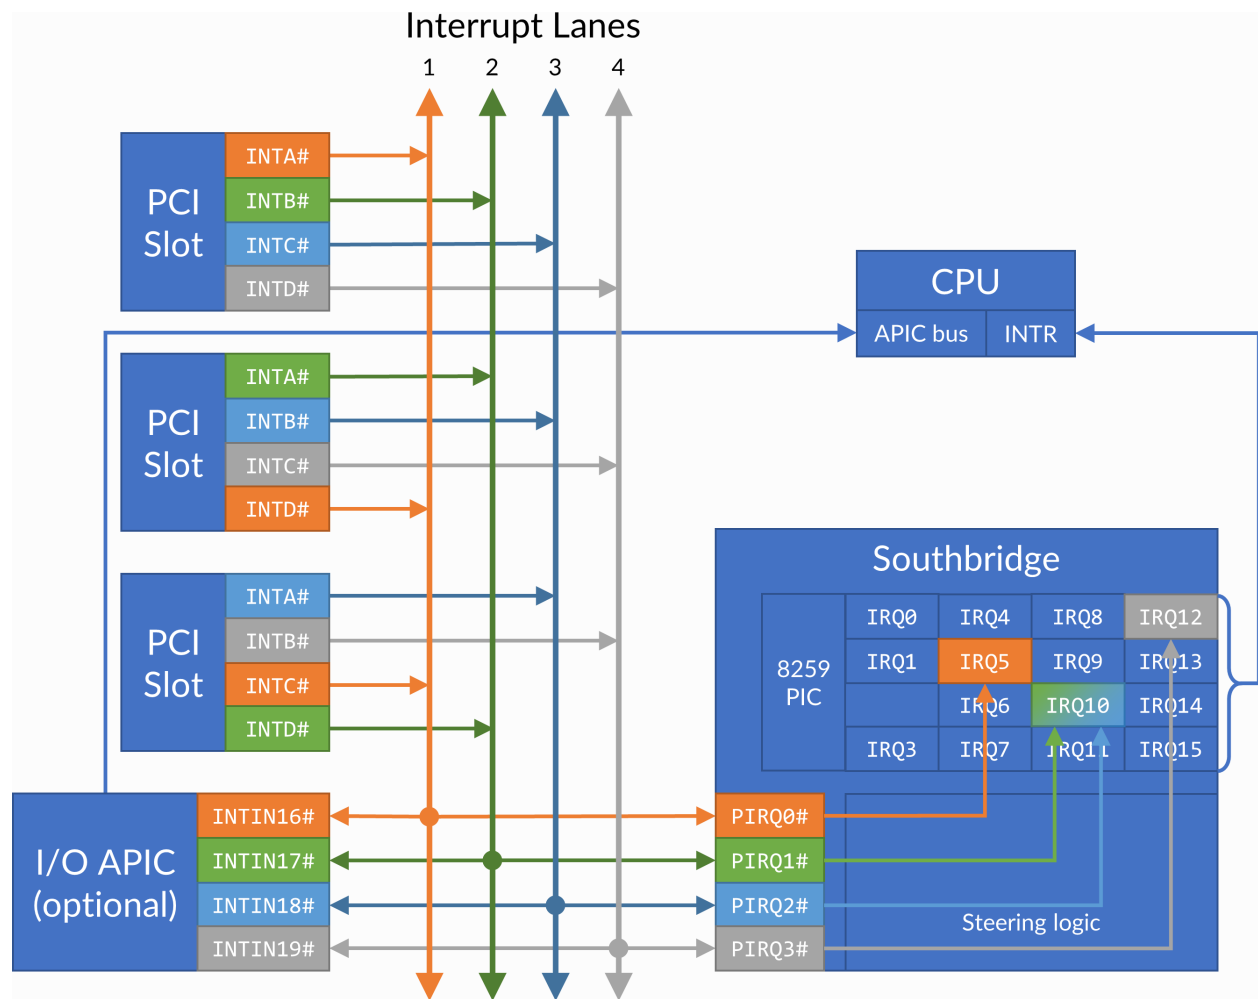 Interrupt Lanes
1 2 3 4
PCI
Slot
INTA#
INTB#
INTC#
INTD#
CPU
APIC bus INTR
PCI
Slot
INTA#
INTB#
INTC#
INTD#
PCI
Slot
INTA#
INTB#
INTC#
INTD#
Southbridge
8259
PIC
IRQ0 IRQ4 IRQ8 IRQ12
IRQ1 IRQ5 IRQ9 IRQ13
IRQ6 IRQ10 IRQ14
IRQ3 IRQ7 IRQ11 IRQ15
I/O APIC
(optional)
INTIN16#
INTIN17#
INTIN18#
INTIN19#
PIRQ0#
PIRQ1#
PIRQ2#
PIRQ3#
Steering logic